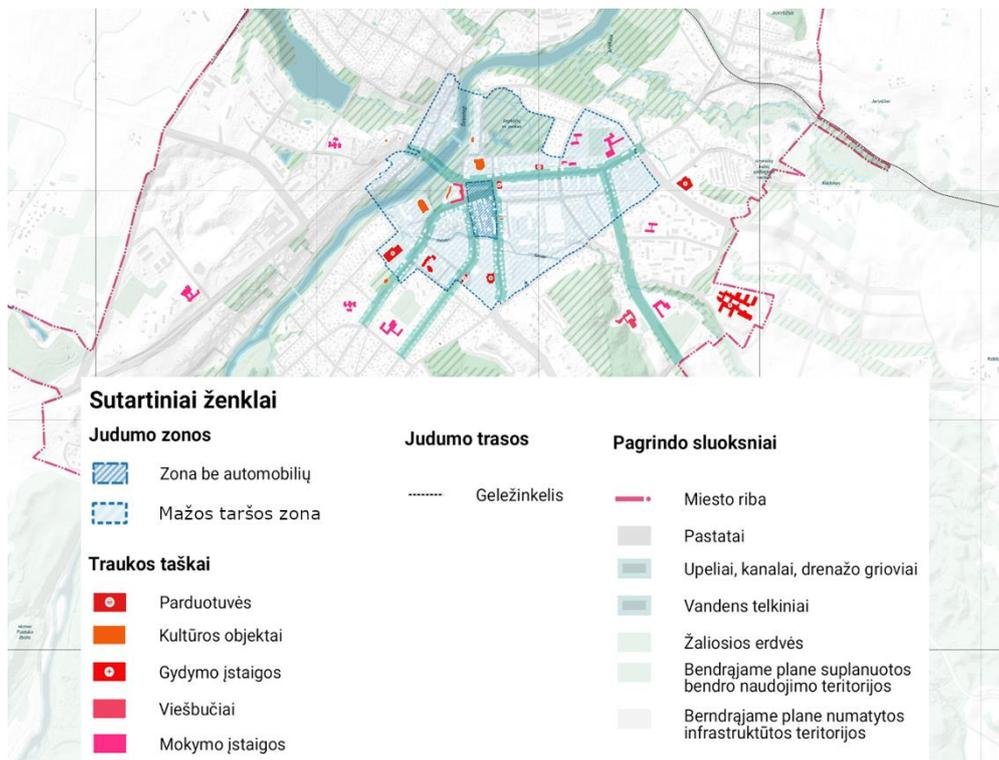 Sutartiniai ženklai
Judumo zonos
Zona be automobilių
Mažos taršos zona
Traukos taškai
Parduotuvės
Kultūros objektai
Gydymo įstaigos
Viešbučiai
Mokymo įstaigos
Judumo trasos
Geležinkelis
Pagrindo sluoksniai
Miesto riba
Pastatai
Upeliai, kanalai, drenažo grioviai
Vandens telkiniai
Žaliosios erdvės
Bendrąjame plane suplanuotos
bendro naudojimo teritorijos
Berndrąjame plane numatytos
infrastruktūtos teritorijos